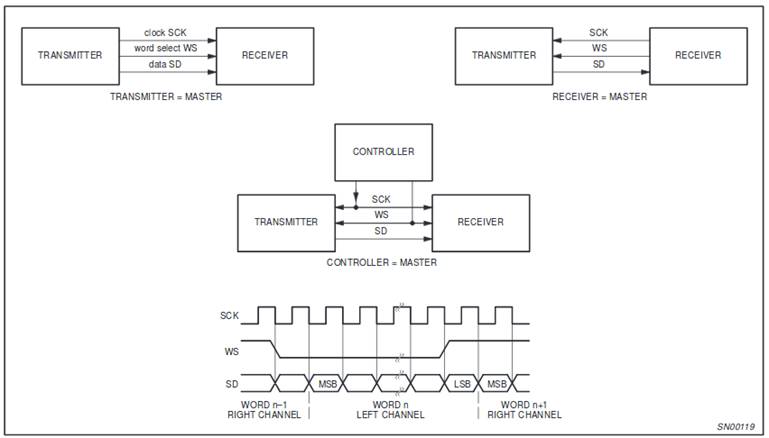 clock SCK
TRANSMITTER
word select WS
RECEIVER
data SD
TRANSMITTER = MASTER
SCK
TRANSMITTER
WS
RECEIVER
SD
RECEIVER = MASTER
CONTROLLER
SCK
TRANSMITTER
WS
RECEIVER
SD
CONTROLLER = MASTER
SCK
WS
SD
MSB
LSB
MSB
WORD n–1
RIGHT CHANNEL
WORD n
LEFT CHANNEL
WORD n+1
RIGHT CHANNEL
SN00119